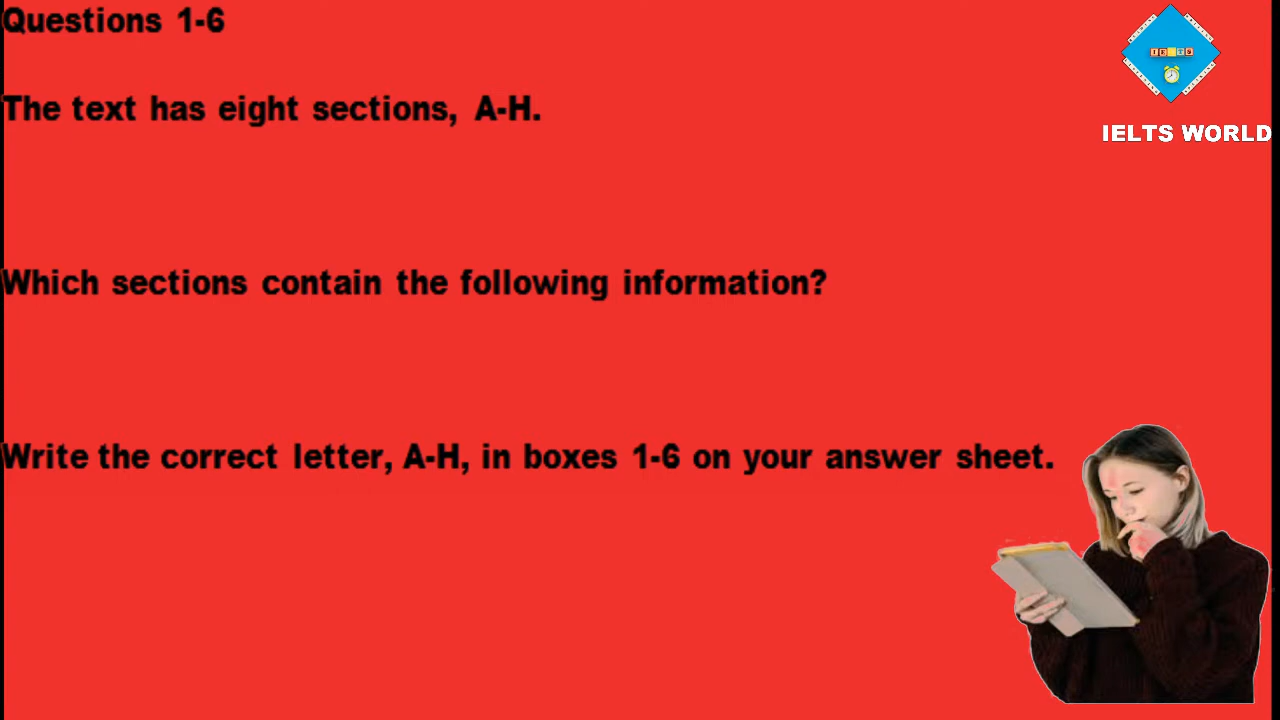 Questions 1-6
The text has eight sections, A-H.
IELTS
IELTS WORLD
Which sections contain the following information?
Write the correct letter, A-H, in boxes 1-6 on your answer sheet.